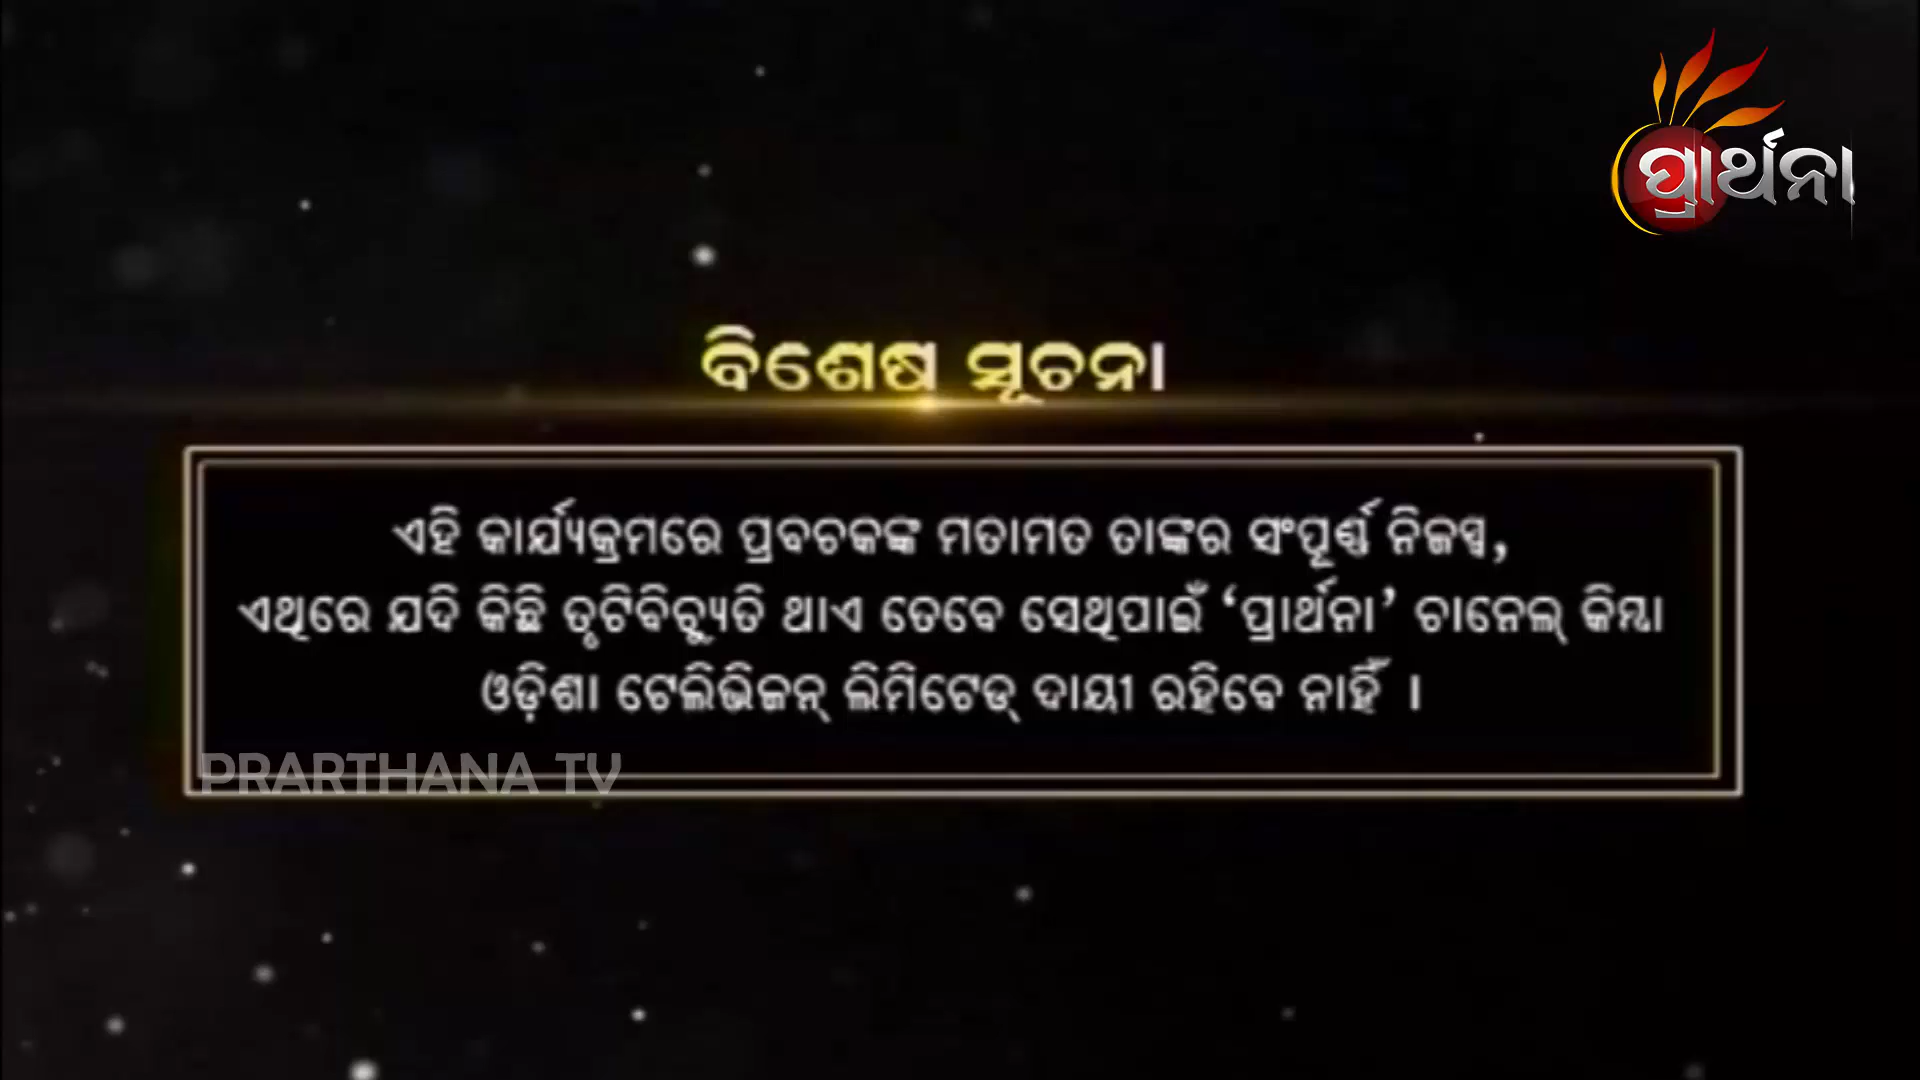 ପ୍ରାର୍ଥନା
ବିଶେଷ ସୂଚନା
ଏହି କାର୍ଯ୍ୟକ୍ରମରେ ପ୍ରବଚକଙ୍କ ମତାମତ ତାଙ୍କର ସଂପୂର୍ଣ୍ଣ ନିଜସ୍ୱ,
ଏଥିରେ ଯଦି କିଛି ତୃଟିବିଚ୍ୟୁତି ଥାଏ ତେବେ ସେଥିପାଇଁ ‘ପ୍ରାର୍ଥନା’ ଚାନେଲ୍ କିମ୍ବା
ଓଡ଼ିଶା ଟେଲିଭିଜନ୍ ଲିମିଟେଡ୍ ଦାୟୀ ରହିବେ ନାହିଁ ।
PRARTHANA TV